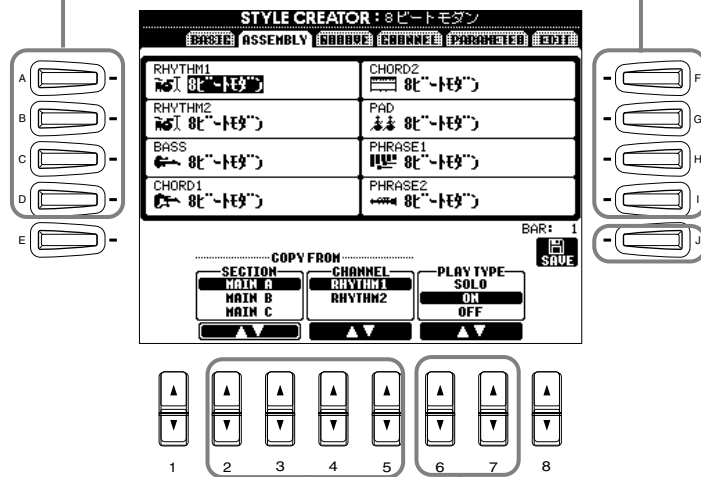 STYLE CREATOR：8ビートモダン
BASIC ASSEMBLY GROOVE CHANNEL PARAMETER EDIT
RHYTHM1
8ビートモダン
CHORD2
8ビートモダン
RHYTHM2
8ビートモダン
PAD
8ビートモダン
BASS
8ビートモダン
PHRASE1
8ビートモダン
CHORD1
8ビートモダン
PHRASE2
8ビートモダン
A
B
C
D
E
F
G
H
I
J
BAR: 1
SAVE
COPY FROM
SECTION
MAIN A
MAIN B
MAIN C
CHANNEL
RHYTHM1
RHYTHM2
PLAY TYPE
SOLO
ON
OFF
1 2 3 4 5 6 7 8